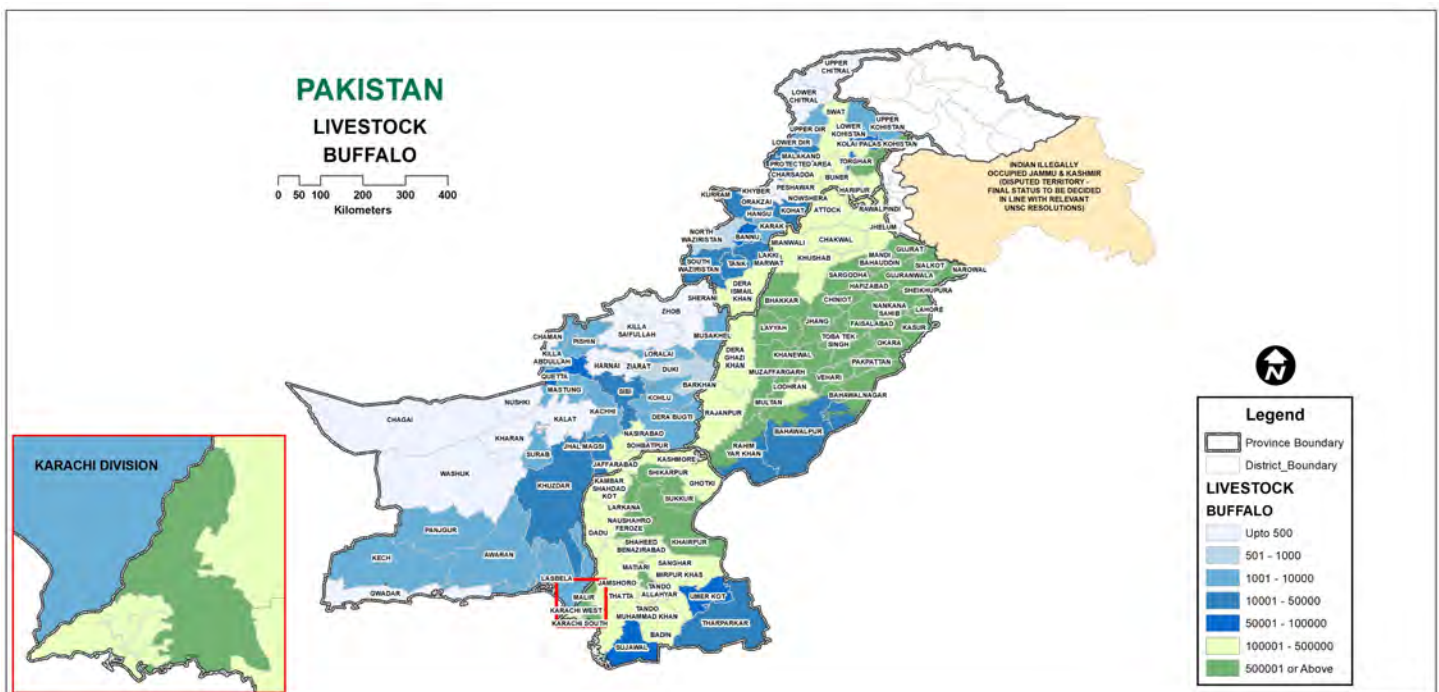 PAKISTAN
LIVESTOCK
BUFFALO
0 50 100 200 300 400
Kilometers
UPPER
CHITRAL
LOWER
CHITRAL
SWAT
UPPER DIR
LOWER
KOHISTAN
UPPER
KOHISTAN
LOWER DIR
KOLAI PALAS KOHISTAN
MALAKAND
PROTECTED AREA
TORGHAR
CHARSADDA
BUNER
PESHAWAR
HARIPUR
KURRAM
KHYBER
NOWSHERA
ORAKZAI
HANGU
KOHAT
ATTOCK
RAWALPINDI
INDIAN ILLEGALLY
OCCUPIED JAMMU & KASHMIR
(DISPUTED TERRITORY -
FINAL STATUS TO BE DECIDED
IN LINE WITH RELEVANT
UNSC RESOLUTIONS)
NORTH
WAZIRISTAN
BANNU
KARAK
MIANWALI
CHAKWAL
JHELUM
SOUTH
WAZIRISTAN
TANK
LAKKI
MARWAT
KHUSHAB
MANDI
BAHAUDDIN
GUJRAT
SIALKOT
NAROWAL
SARGODHA
GUJRANWALA
HAFIZABAD
SHEIKHUPURA
SHERANI
DERA
ISMAIL
KHAN
BHAKKAR
CHINIOT
NANKANA
SAHIB
LAHORE
ZHOB
KILLA
SAIFULLAH
MUSAKHEL
LAYYAH
JHANG
FAISALABAD
KASUR
TOBA TEK
SINGH
OKARA
CHAMAN
PISHIN
KILLA
ABDULLAH
LORALAI
HARNAI
ZIARAT
DUKI
DERA
GHAZI
KHAN
KHANEWAL
PAKPATTAN
MUZAFFARGARH
VEHARI
QUETTA
MASTUNG
SIBI
KOHLU
BARKHAN
LODHRAN
MULTAN
BAHAWALNAGAR
NUSHKI
CHAGAI
KALAT
KACHHI
DERA BUGTI
RAJANPUR
BAHAWALPUR
KHARAN
SURAB
JHAL MAGSI
NASIRABAD
SOHBATPUR
RAHIM
YAR KHAN
WASHUK
KHUZDAR
JAFFARABAD
KASHMORE
SHIKARPUR
GHOTKI
KAMBAR
SHAHDAD
KOT
SUKKUR
LARKANA
NAUSHAHRO
FEROZE
PANJGUR
KECH
AWARAN
DADU
SHAHEED
BENAZIRABAD
KHAIRPUR
MATIARI
SANGHAR
MIRPUR KHAS
GWADAR
LASBELA
MALIR
JAMSHORO
THATTA
TANDO
ALLAHYAR
UMER KOT
KARACHI WEST
KARACHI SOUTH
TANDO
MUHAMMAD KHAN
BADIN
THARPARKAR
SUJAWAL
KARACHI DIVISION
N
Legend
Province Boundary
District_Boundary
LIVESTOCK
BUFFALO
Upto 500
501 - 1000
1001 - 10000
10001 - 50000
50001 - 100000
100001 - 500000
500001 or Above